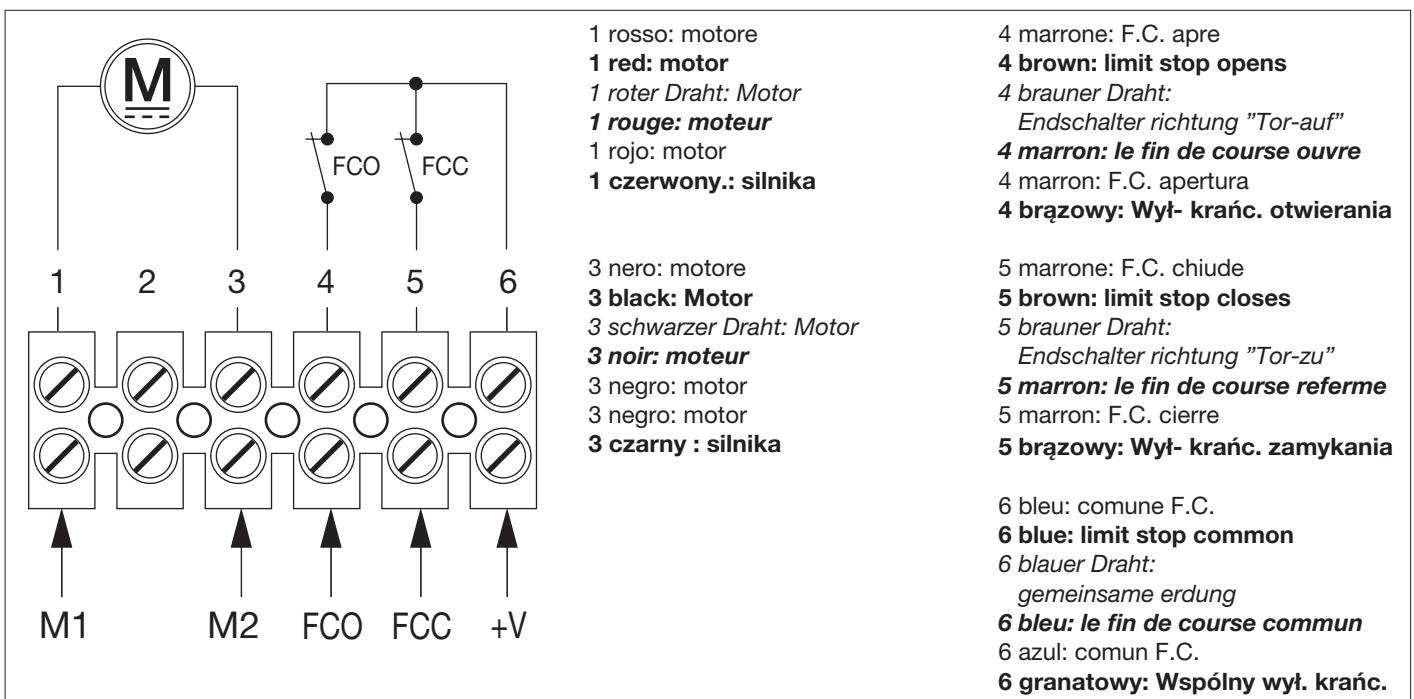 M
FCO FCC
1 2 3 4 5 6
M1 M2 FCO FCC +V
1 rosso: motore
1 red: motor
1 roter Draht: Motor
1 rouge: moteur
1 rojo: motor
1 czerwony.: silnika
3 nero: motore
3 black: Motor
3 schwarzer Draht: Motor
3 noir: moteur
3 negro: motor
3 negro: motor
3 czarny : silnika
4 marrone: F.C. apre
4 brown: limit stop opens
4 brauner Draht:
Endschalter richtung ”Tor-auf”
4 marron: le fin de course ouvre
4 marron: F.C. apertura
4 brązowy: Wył- krańc. otwierania
5 marrone: F.C. chiude
5 brown: limit stop closes
5 brauner Draht:
Endschalter richtung ”Tor-zu”
5 marron: le fin de course referme
5 marron: F.C. cierre
5 brązowy: Wył- krańc. zamykania
6 bleu: comune F.C.
6 blue: limit stop common
6 blauer Draht:
gemeinsame erdung
6 bleu: le fin de course commun
6 azul: comun F.C.
6 granatowy: Wspólny wył. krańc.